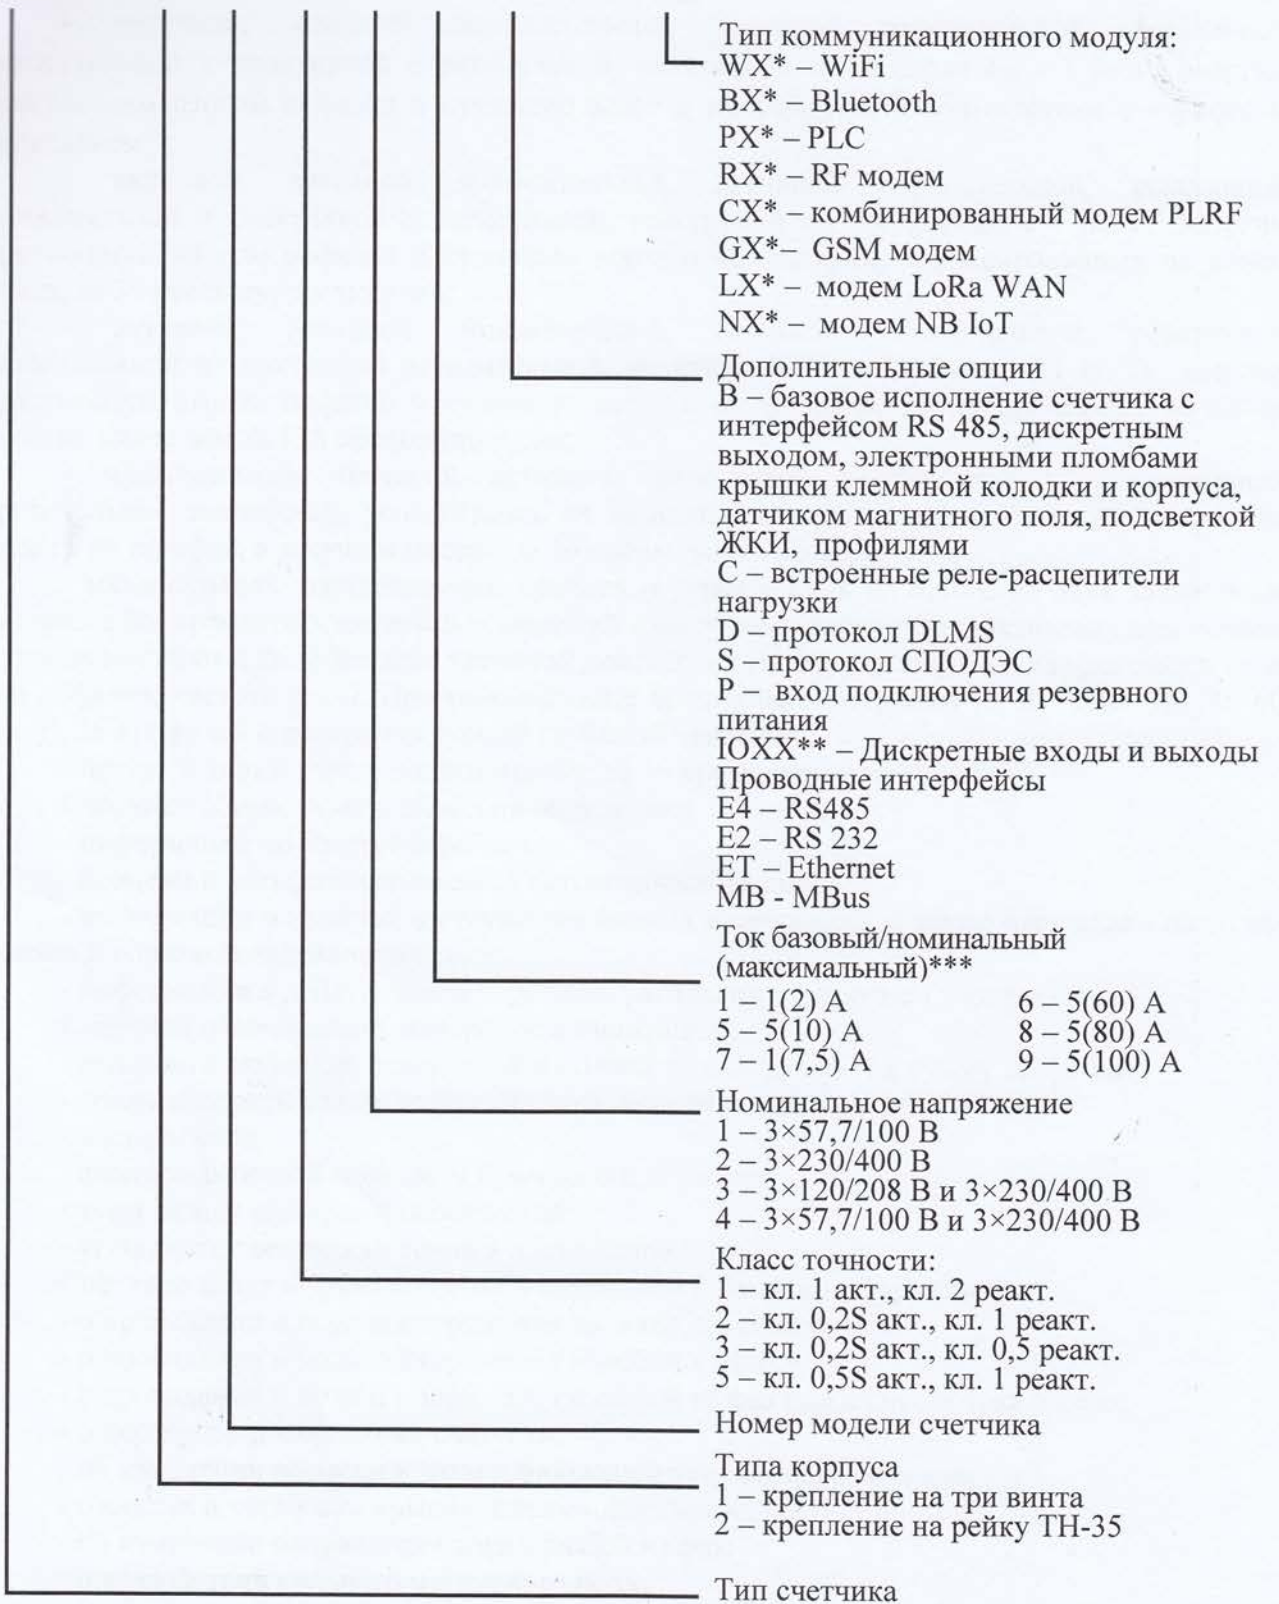 Тип коммуникационного модуля:
WX* – WiFi
BX* – Bluetooth
PX* – PLC
RX* – RF модем
CX* – комбинированный модем PLRF
GX* – GSM модем
LX* – модем LoRa WAN
NX* – модем NB IoT
Дополнительные опции
B – базовое исполнение счетчика с
интерфейсом RS 485, дискретным
выходом, электронными пломбами
крышки клеммной колодки и корпуса,
датчиком магнитного поля, подсветкой
ЖКИ, профилями
C – встроенные реле-расцепители
нагрузки
D – протокол DLMS
S – протокол СПОДЭС
P – вход подключения резервного
питания
IOXX** – Дискретные входы и выходы
Проводные интерфейсы
E4 – RS485
E2 – RS 232
ET – Ethernet
MB - MBus
Ток базовый/номинальный
(максимальный)***
1 – 1(2) А 6 – 5(60) А
5 – 5(10) А 8 – 5(80) А
7 – 1(7,5) А 9 – 5(100) А
Номинальное напряжение
1 – 3×57,7/100 В
2 – 3×230/400 В
3 – 3×120/208 В и 3×230/400 В
4 – 3×57,7/100 В и 3×230/400 В
Класс точности:
1 – кл. 1 акт., кл. 2 реакт.
2 – кл. 0,2S акт., кл. 1 реакт.
3 – кл. 0,2S акт., кл. 0,5 реакт.
5 – кл. 0,5S акт., кл. 1 реакт.
Номер модели счетчика
Типа корпуса
1 – крепление на три винта
2 – крепление на рейку ТН-35
Тип счетчика